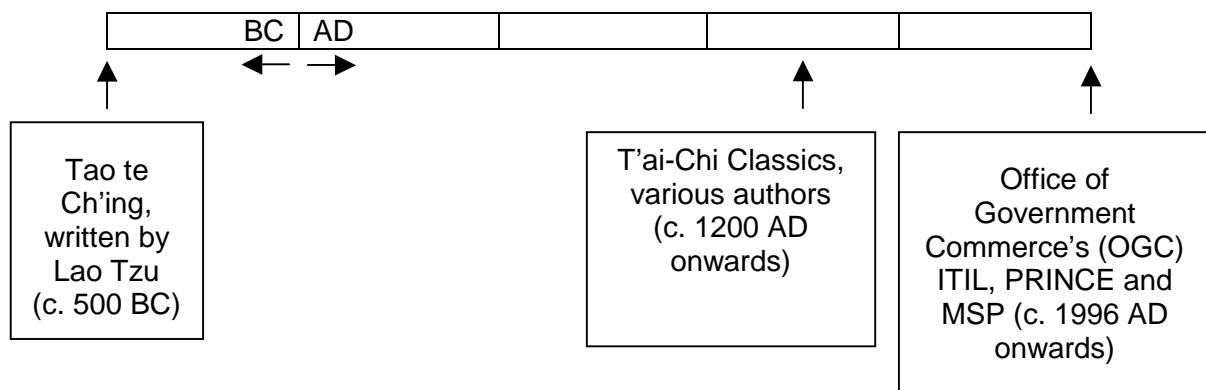 BC AD
Tao te
Ch’ing,
written by
Lao Tzu
(c. 500 BC)
T’ai-Chi Classics,
various authors
(c. 1200 AD
onwards)
Office of
Government
Commerce’s (OGC)
ITIL, PRINCE and
MSP (c. 1996 AD
onwards)